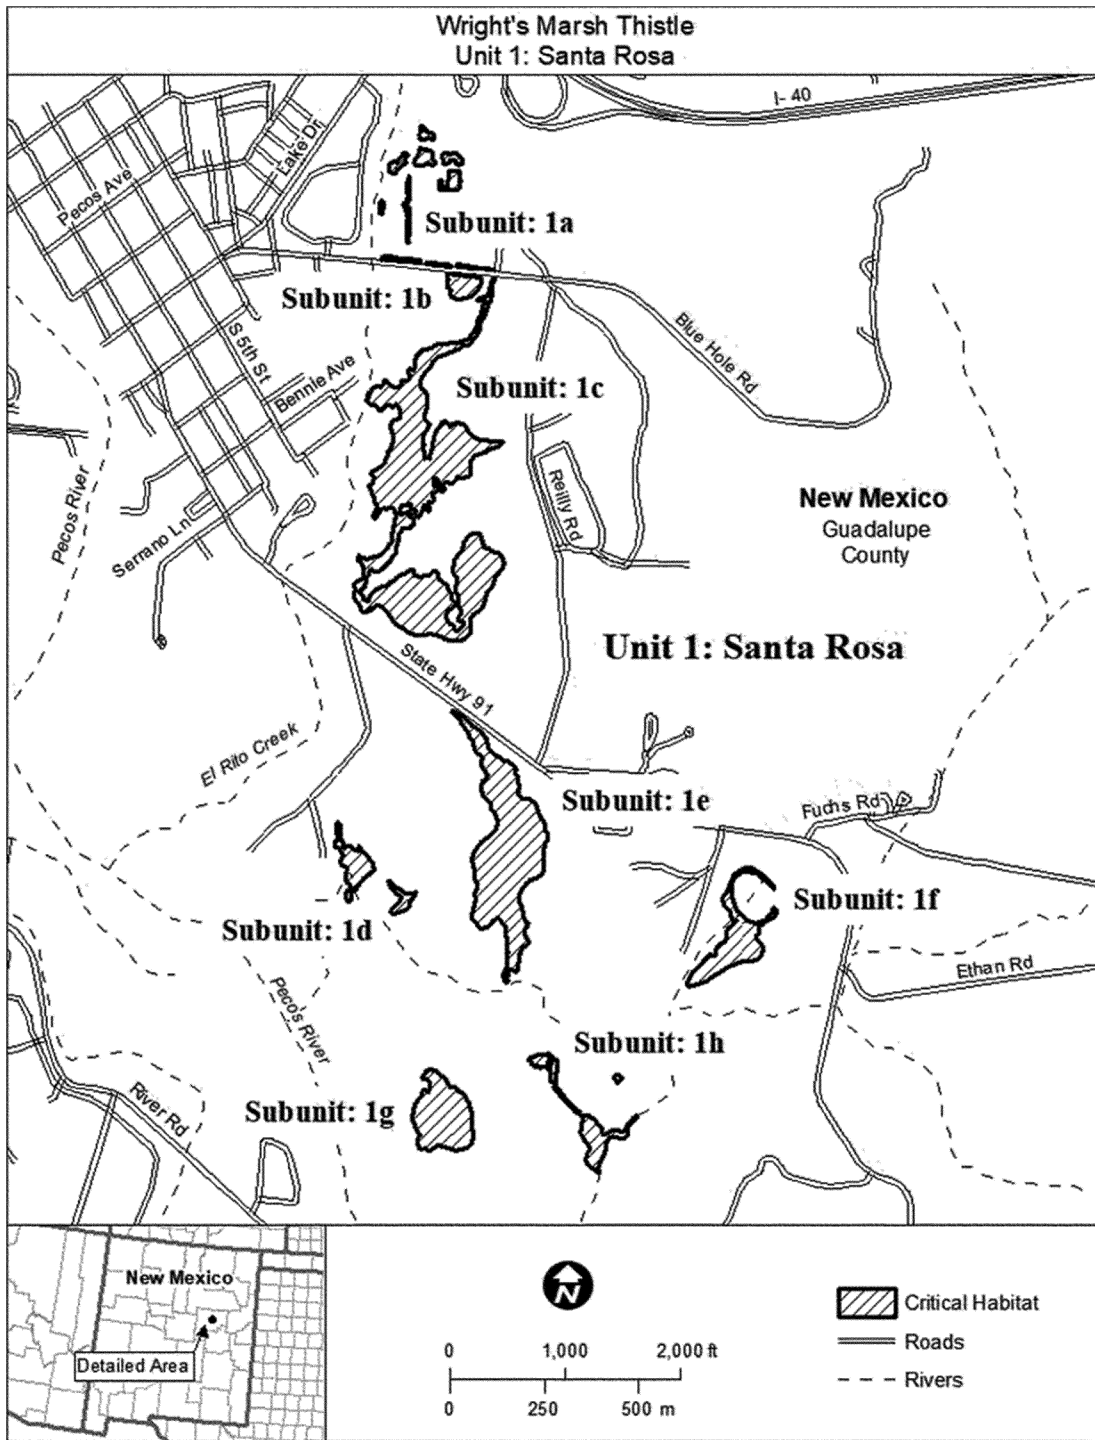 Wright's Marsh Thistle
Unit 1: Santa Rosa
I- 40
Lake Dr
Pecos Ave
Subunit: 1a
Subunit: 1b
Blue Hole Rd
S 5th St
Bennie Ave
Subunit: 1c
Pecos River
Reilly Rd
New Mexico
Guadalupe
County
Serrano Ln
Unit 1: Santa Rosa
State Hwy 91
El Rito Creek
Subunit: 1e
Fuchs Rd
Subunit: 1f
Subunit: 1d
Ethan Rd
Pecos River
Subunit: 1h
River Rd
Subunit: 1g
New Mexico
Detailed Area
N
0 1,000 2,000 ft
0 250 500 m
Critical Habitat
Roads
Rivers